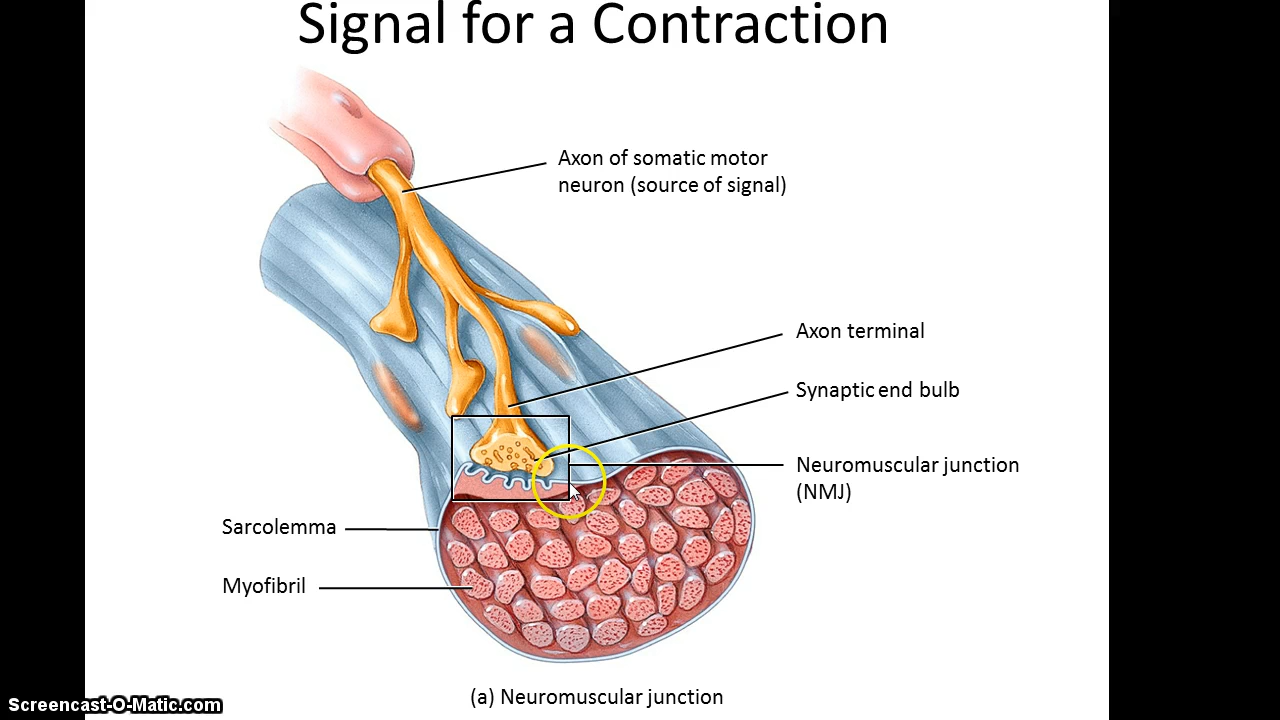 Signal for a Contraction
Axon of somatic motor
neuron (source of signal)
Axon terminal
Synaptic end bulb
Neuromuscular junction
(NMJ)
Sarcolemma
Myofibril
(a) Neuromuscular junction
Screencast-O-Matic.com